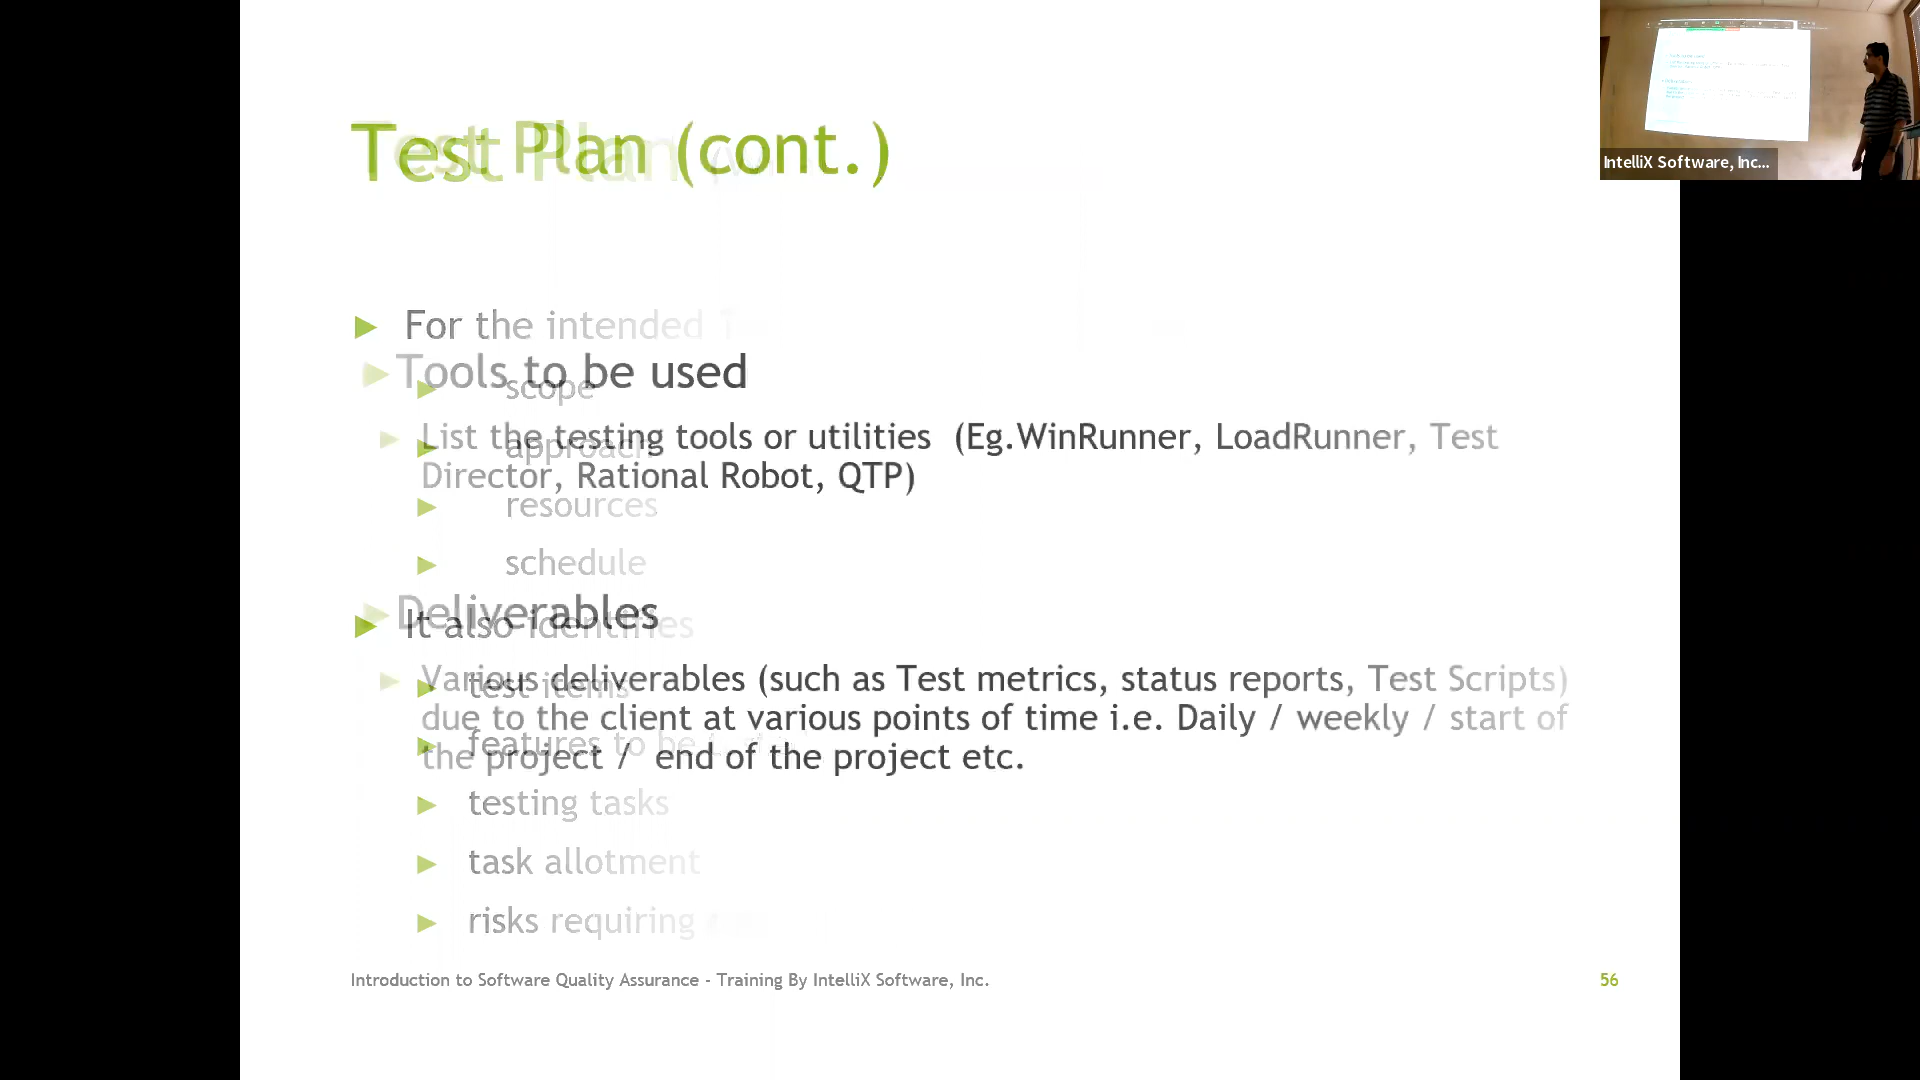 Test Plan (cont.)
Test Plan
For the intended
Tools to be used
scope
List the testing tools or utilities (Eg.WinRunner, LoadRunner, Test
approach
Director, Rational Robot, QTP)
resources
schedule
Deliverables
It also identifies
Various deliverables (such as Test metrics, status reports, Test Scripts)
test items
due to the client at various points of time i.e. Daily / weekly / start of
features to be
the project / end of the project etc.
testing tasks
task allotment
risks requiring
Introduction to Software Quality Assurance - Training By IntelliX Software, Inc.
56
IntelliX Software, Inc...